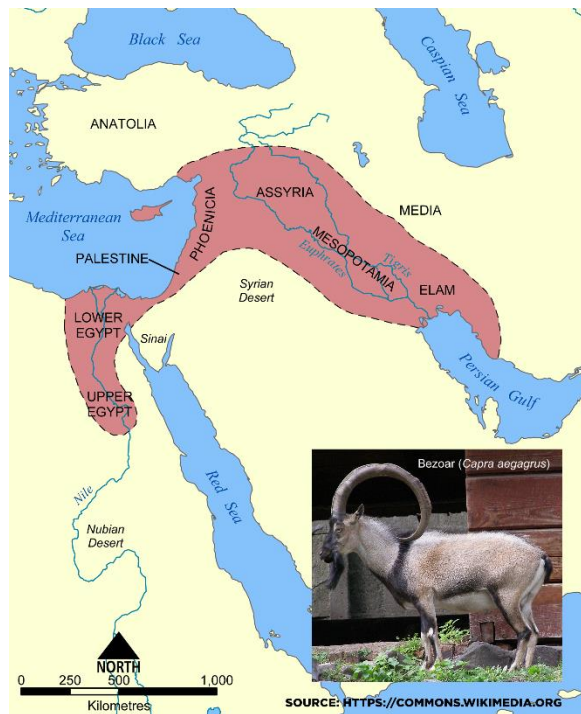 Black Sea
Caspian Sea
ANATOLIA
ASSYRIA
MEDIA
Mediterranean
Sea
PHOENICIA
MESOPOTAMIA
Tigris
Euphrates
PALESTINE
ELAM
Syrian
Desert
LOWER
EGYPT
Sinai
Persian Gulf
UPPER
EGYPT
Bezoar (Capra aegagrus)
Nile
Red Sea
Nubian
Desert
NORTH
0 250 500 750 1,000
Kilometres
SOURCE: HTTPS://COMMONS.WIKIMEDIA.ORG